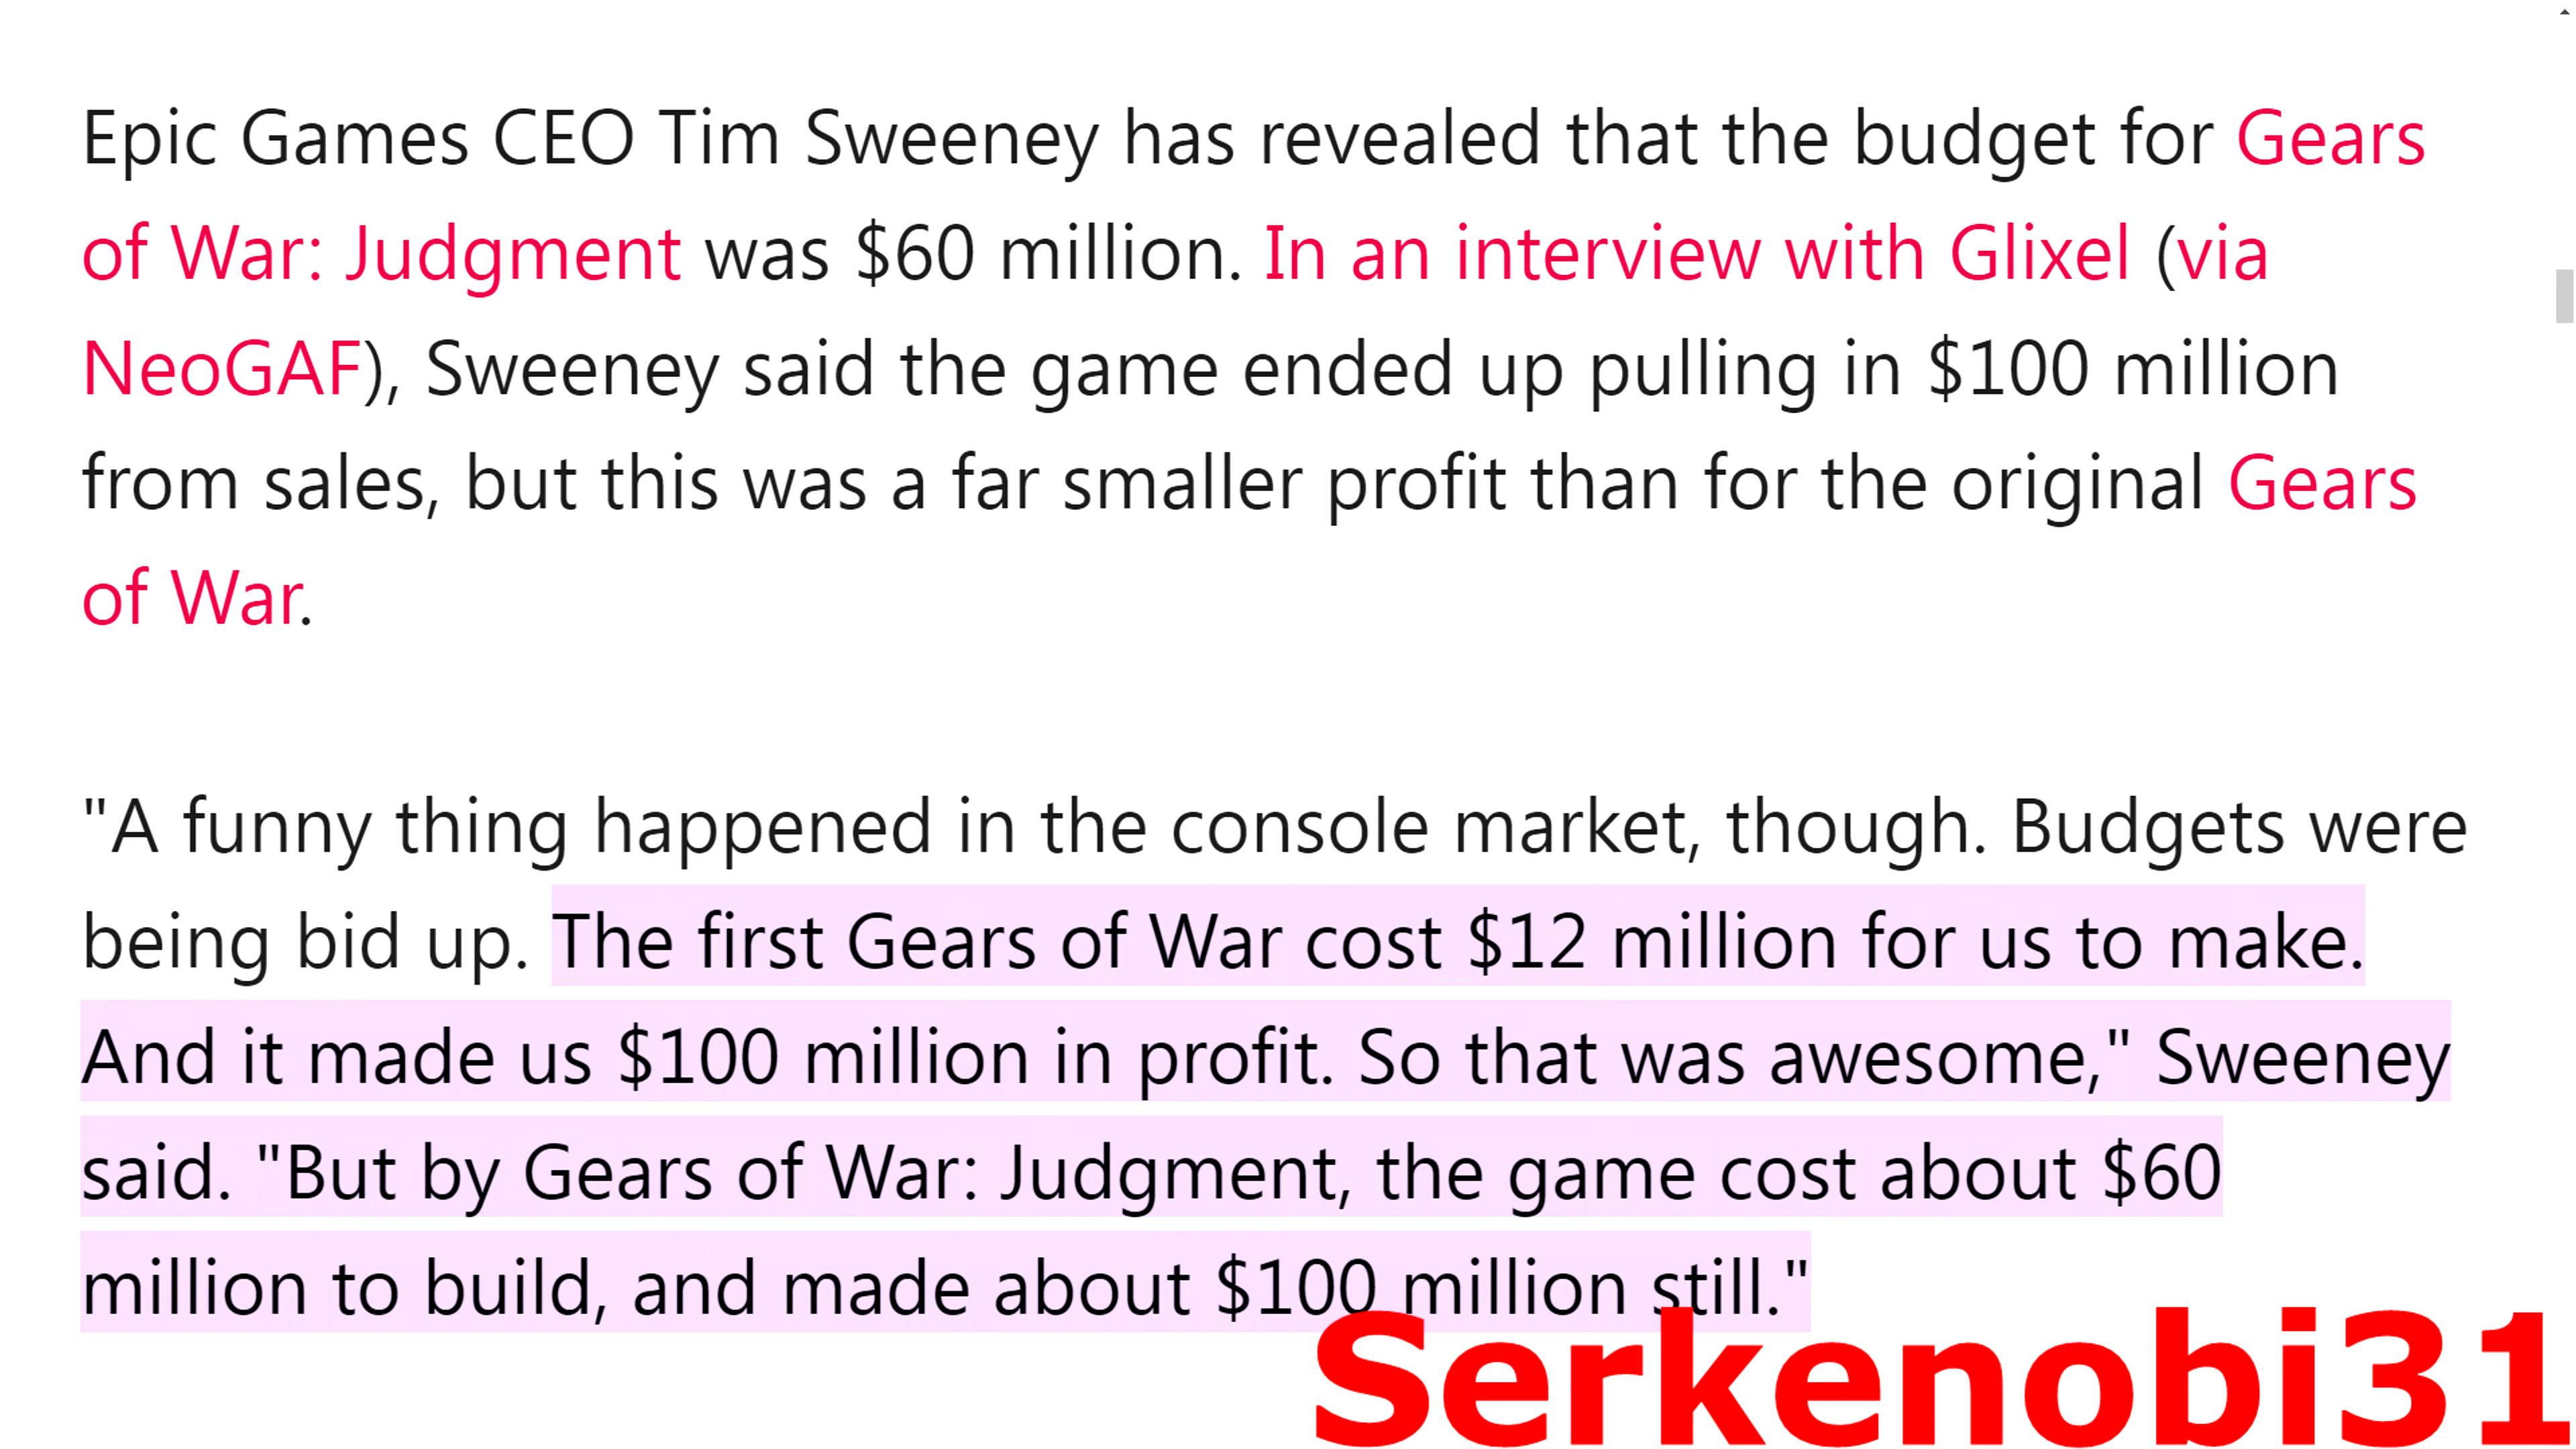 Epic Games CEO Tim Sweeney has revealed that the budget for Gears
of War: Judgment was $60 million. In an interview with Glixel (via
NeoGAF), Sweeney said the game ended up pulling in $100 million
from sales, but this was a far smaller profit than for the original Gears
of War.
"A funny thing happened in the console market, though. Budgets were
being bid up. The first Gears of War cost $12 million for us to make.
And it made us $100 million in profit. So that was awesome," Sweeney
said. "But by Gears of War: Judgment, the game cost about $60
million to build, and made about $100 million still."
Serkenobi31